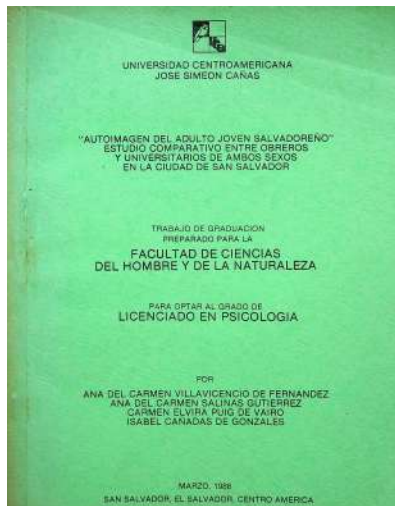 UNIVERSIDAD CENTROAMERICANA
JOSE SIMEON CAÑAS
"AUTOIMAGEN DEL ADULTO JOVEN SALVADOREÑO"
ESTUDIO COMPARATIVO ENTRE OBREROS
Y UNIVERSITARIOS DE AMBOS SEXOS
EN LA CIUDAD DE SAN SALVADOR
TRABAJO DE GRADUACION
PREPARADO PARA LA
FACULTAD DE CIENCIAS
DEL HOMBRE Y DE LA NATURALEZA
PARA OPTAR AL GRADO DE
LICENCIADO EN PSICOLOGIA
POR
ANA DEL CARMEN VILLAVICENCIO DE FERNANDEZ
ANA DEL CARMEN SALINAS GUTIERREZ
CARMEN ELVIRA PUIG DE VAIRO
ISABEL CAÑADAS DE GONZALES
MARZO, 1988
SAN SALVADOR, EL SALVADOR, CENTRO AMERICA